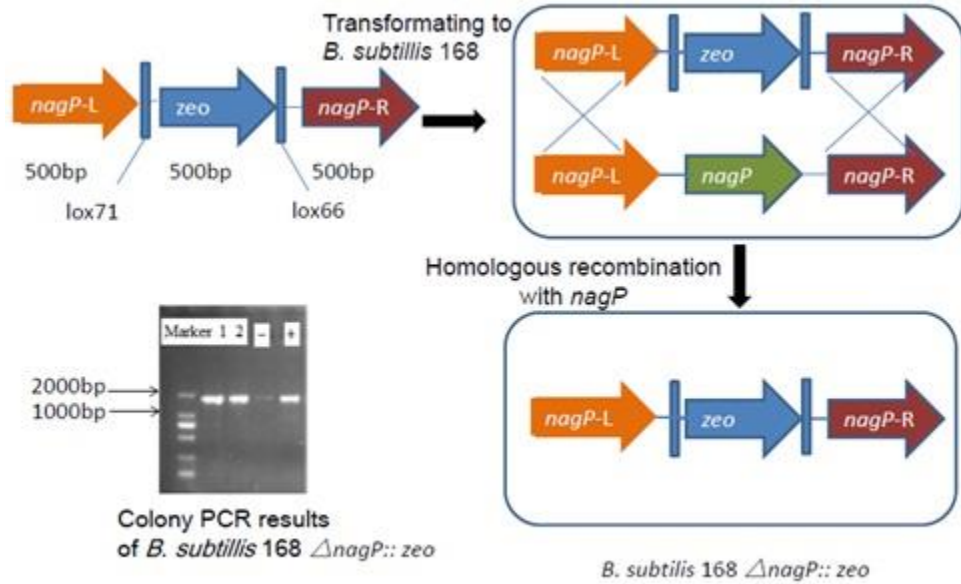 Transformating to
B. subtillis 168
nagP-L zeo nagP-R
500bp 500bp 500bp
lox71 lox66
nagP-L zeo nagP-R
nagP-L nagP nagP-R
Homologous recombination
with nagP
Marker 1 2 − +
2000bp
1000bp
Colony PCR results
of B. subtillis 168 △nagP:: zeo
nagP-L zeo nagP-R
B. subtilis 168 △nagP:: zeo